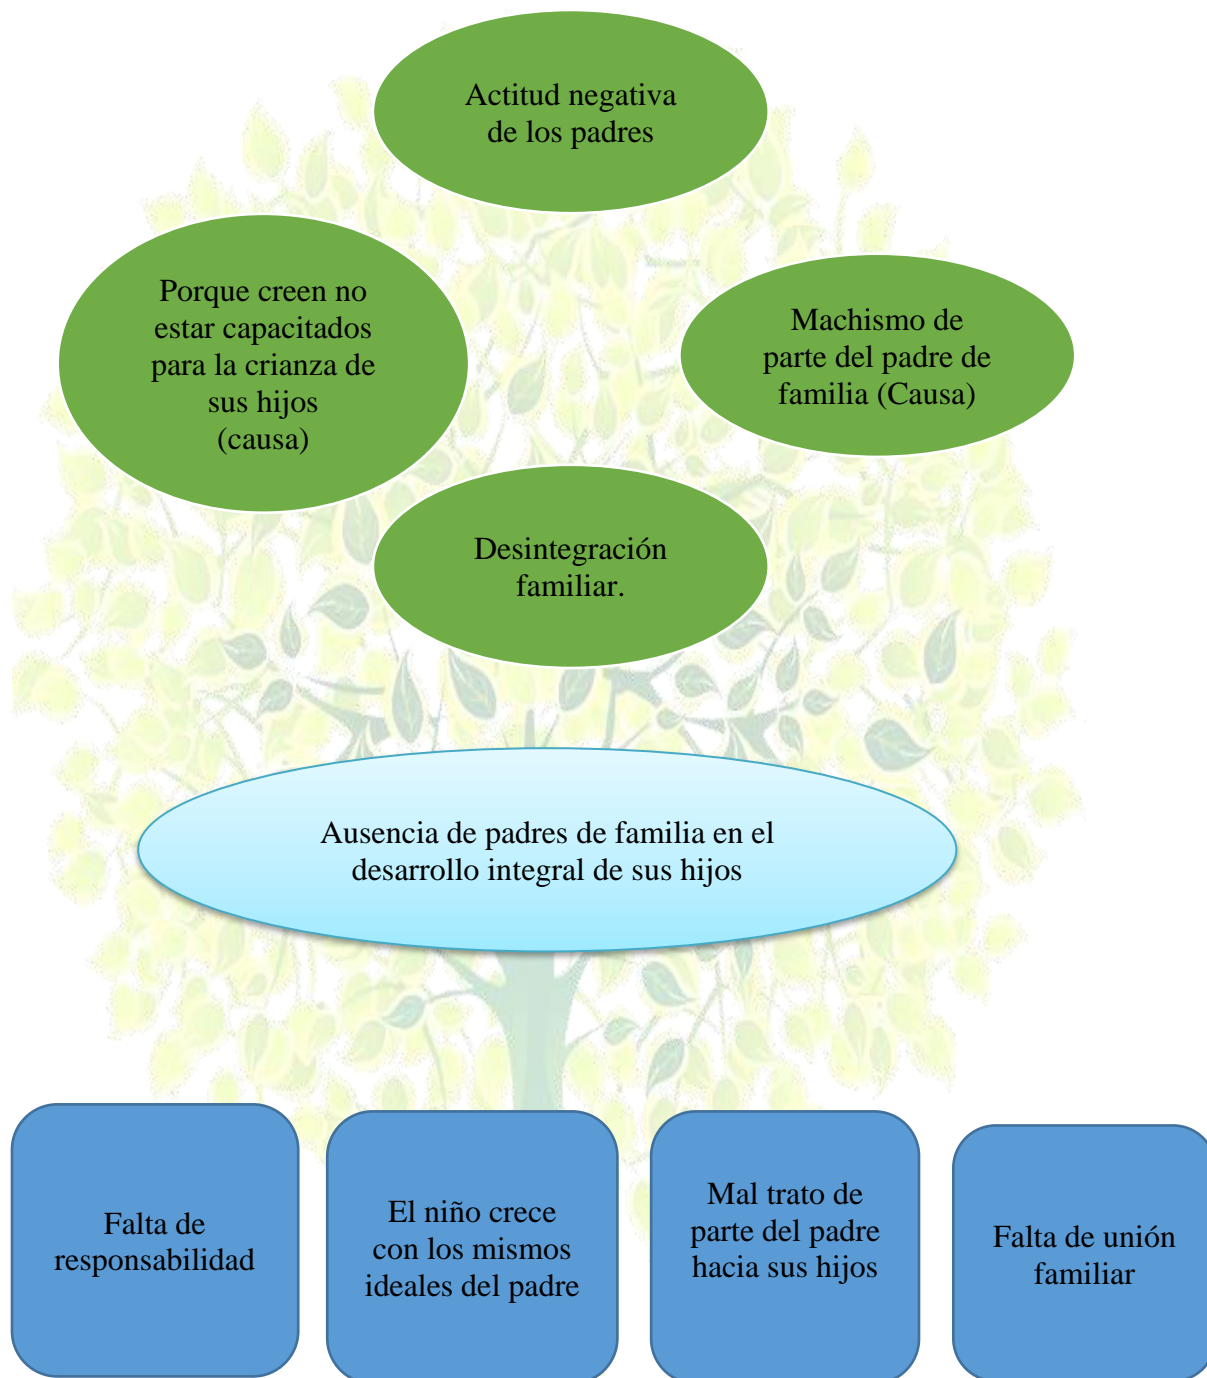 Actitud negativa
de los padres
Porque creen no
estar capacitados
para la crianza de
sus hijos
(causa)
Machismo de
parte del padre de
familia (Causa)
Desintegración
familiar.
Ausencia de padres de familia en el
desarrollo integral de sus hijos
Falta de
responsabilidad
El niño crece
con los mismos
ideales del padre
Mal trato de
parte del padre
hacia sus hijos
Falta de unión
familiar